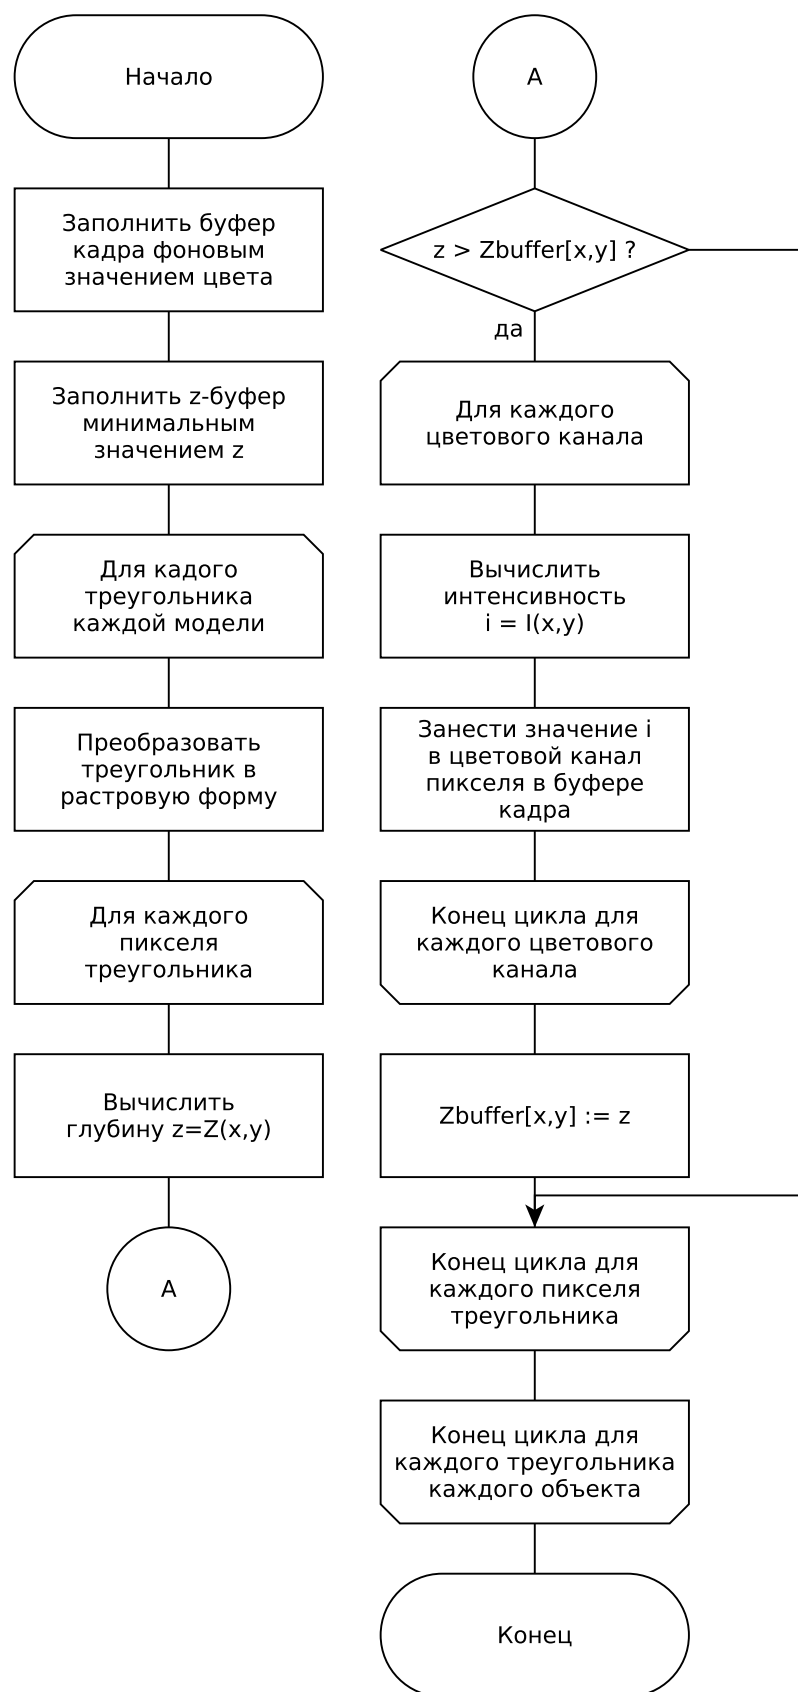 Начало
Заполнить буфер
кадра фоновым
значением цвета
Заполнить z-буфер
минимальным
значением z
Для кадого
треугольника
каждой модели
Преобразовать
треугольник в
растровую форму
Для каждого
пикселя
треугольника
Вычислить
глубину z=Z(x,y)
A
A
z > Zbuffer[x,y] ?
да
Для каждого
цветового канала
Вычислить
интенсивность
i = I(x,y)
Занести значение i
в цветовой канал
пикселя в буфере
кадра
Конец цикла для
каждого цветового
канала
Zbuffer[x,y] := z
Конец цикла для
каждого пикселя
треугольника
Конец цикла для
каждого треугольника
каждого объекта
Конец